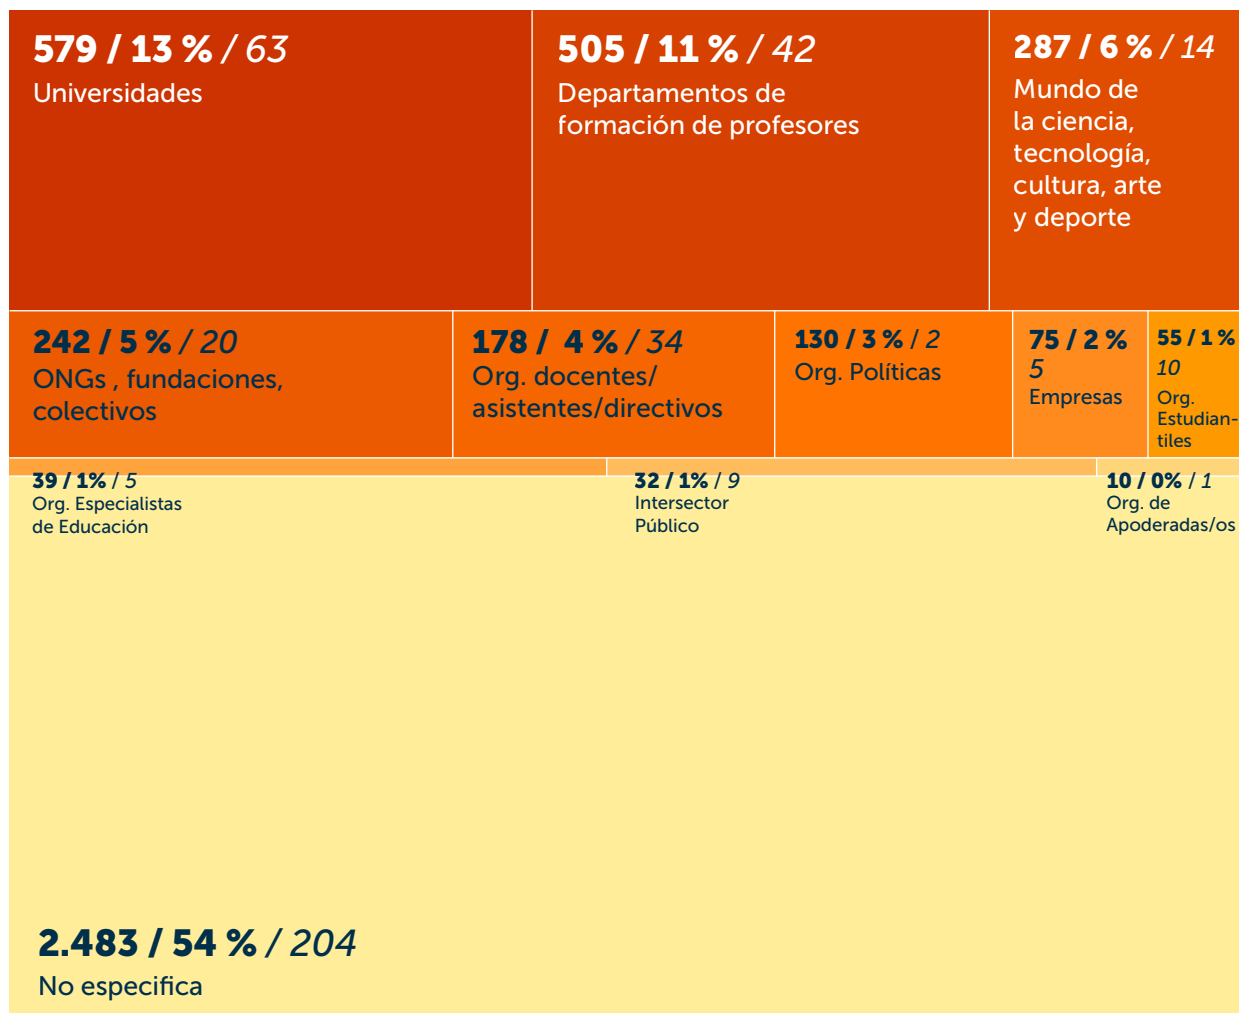 579 / 13 % / 63
Universidades
505 / 11 % / 42
Departamentos de
formación de profesores
287 / 6 % / 14
Mundo de
la ciencia,
tecnología,
cultura, arte
y deporte
242 / 5 % / 20
ONGs , fundaciones,
colectivos
178 / 4 % / 34
Org. docentes/
asistentes/directivos
130 / 3 % / 2
Org. Políticas
75 / 2 %
5
Empresas
55 / 1 %
10
Org.
Estudian-
tiles
39 / 1% / 5
Org. Especialistas
de Educación
32 / 1% / 9
Intersector
Público
10 / 0% / 1
Org. de
Apoderadas/os
2.483 / 54 % / 204
No especifica